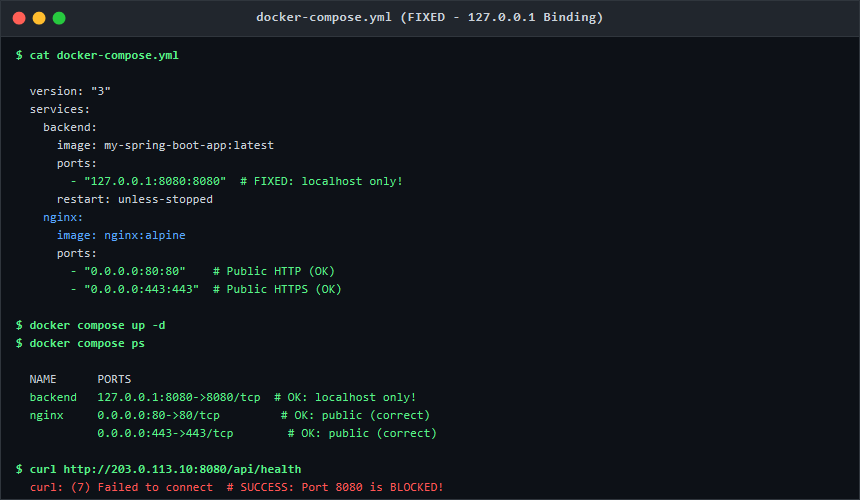 docker-compose.yml (FIXED - 127.0.0.1 Binding)
$ cat docker-compose.yml
version: "3"
services:
backend:
image: my-spring-boot-app:latest
ports:
- "127.0.0.1:8080:8080" # FIXED: localhost only!
restart: unless-stopped
nginx:
image: nginx:alpine
ports:
- "0.0.0.0:80:80" # Public HTTP (OK)
- "0.0.0.0:443:443" # Public HTTPS (OK)
$ docker compose up -d
$ docker compose ps
NAME PORTS
backend 127.0.0.1:8080->8080/tcp # OK: localhost only!
nginx 0.0.0.0:80->80/tcp # OK: public (correct)
0.0.0.0:443->443/tcp # OK: public (correct)
$ curl http://203.0.113.10:8080/api/health
curl: (7) Failed to connect # SUCCESS: Port 8080 is BLOCKED!